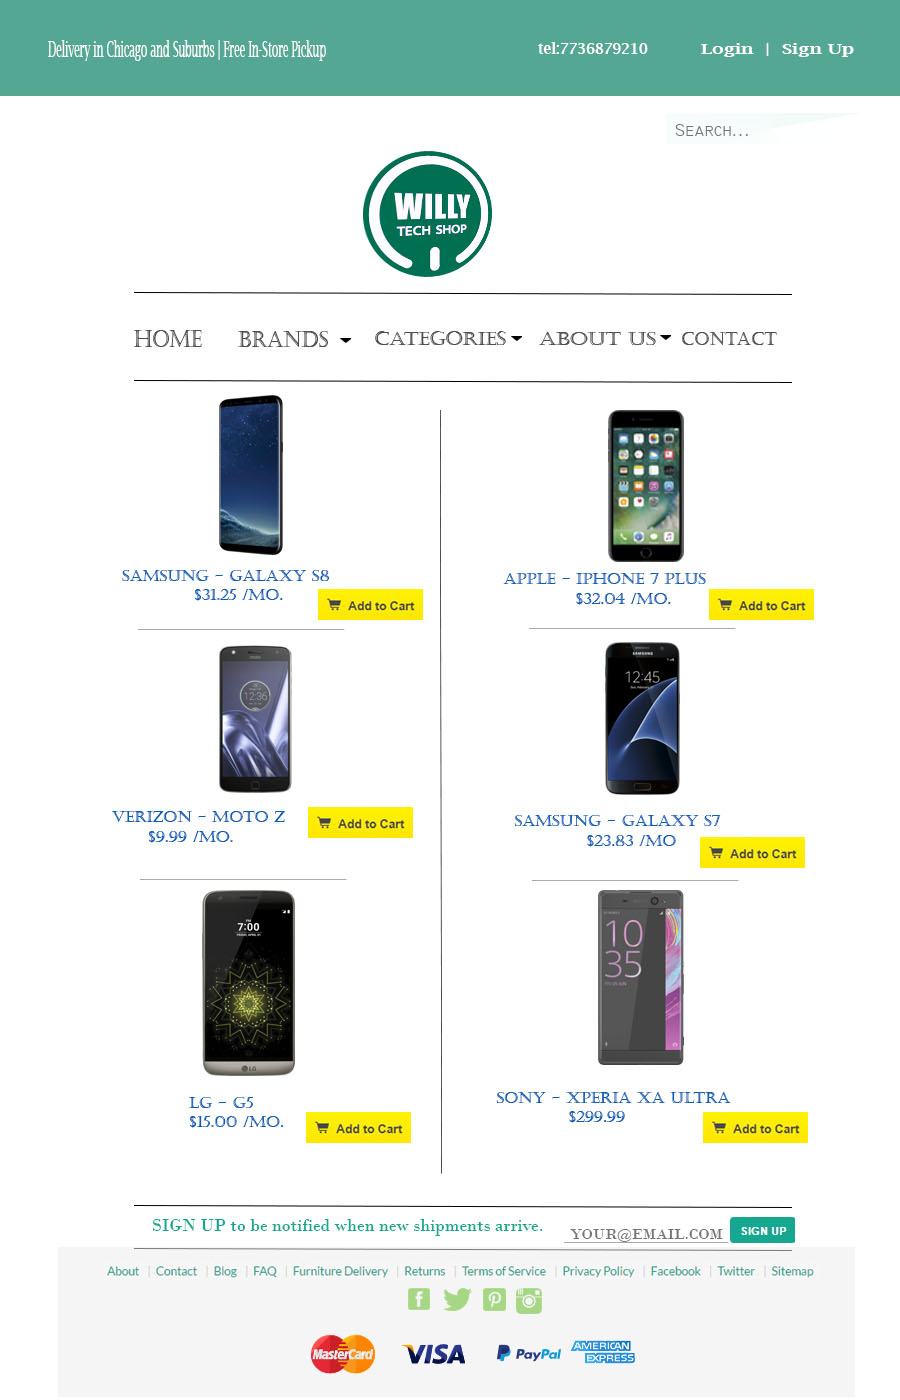 Delivery in Chicago and Suburbs | Free In-Store Pickup
tel:7736879210
Login | Sign Up
Search...
WILLY
TECH SHOP
HOME BRANDS CATEGORIES ABOUT US CONTACT
SAMSUNG - GALAXY S8
$31.25 /MO.
Add to Cart
APPLE - IPHONE 7 PLUS
$32.04 /MO.
Add to Cart
12:36
SAMSUNG
12:45
VERIZON - MOTO Z
$9.99 /MO.
Add to Cart
SAMSUNG - GALAXY S7
$23.83 /MO
Add to Cart
PM
7:00
LG
10
35
LG - G5
$15.00 /MO.
Add to Cart
SONY - XPERIA XA ULTRA
$299.99
Add to Cart
SIGN UP to be notified when new shipments arrive.
YOUR@EMAIL.COM
SIGN UP
About | Contact | Blog | FAQ | Furniture Delivery | Returns | Terms of Service | Privacy Policy | Facebook | Twitter | Sitemap
MasterCard
VISA
PayPal
AMERICAN
EXPRESS